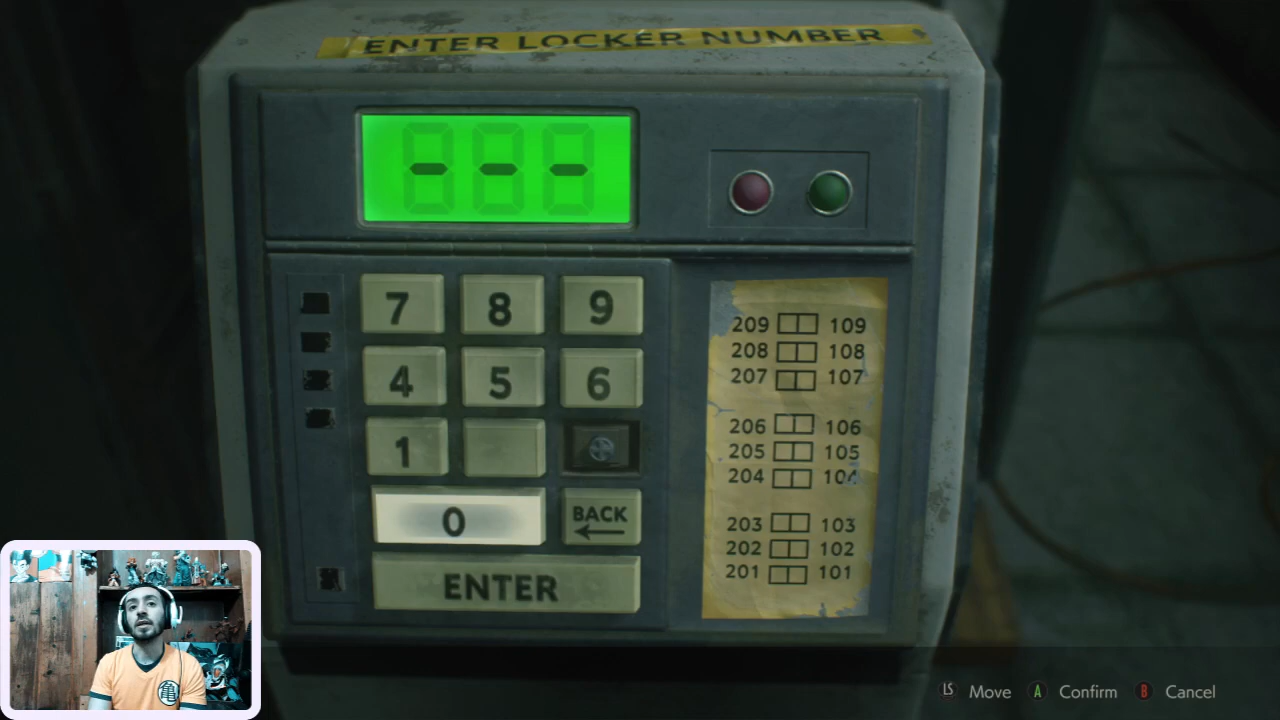 ENTER LOCKER NUMBER
7 8 9
4 5 6
1
0 BACK
ENTER
209 109
208 108
207 107
206 106
205 105
204 104
203 103
202 102
201 101
LS Move A Confirm B Cancel